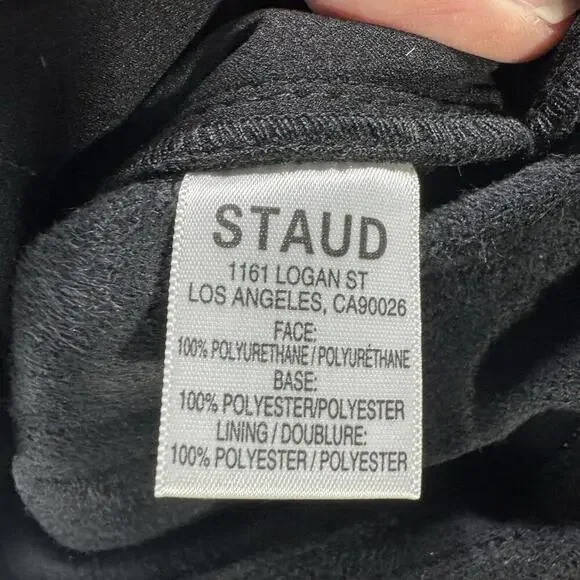 STAUD
1161 LOGAN ST
LOS ANGELES, CA90026
FACE:
100% POLYURETHANE / POLYURÉTHANE
BASE:
100% POLYESTER/POLYESTER
LINING / DOUBLURE:
100% POLYESTER / POLYESTER